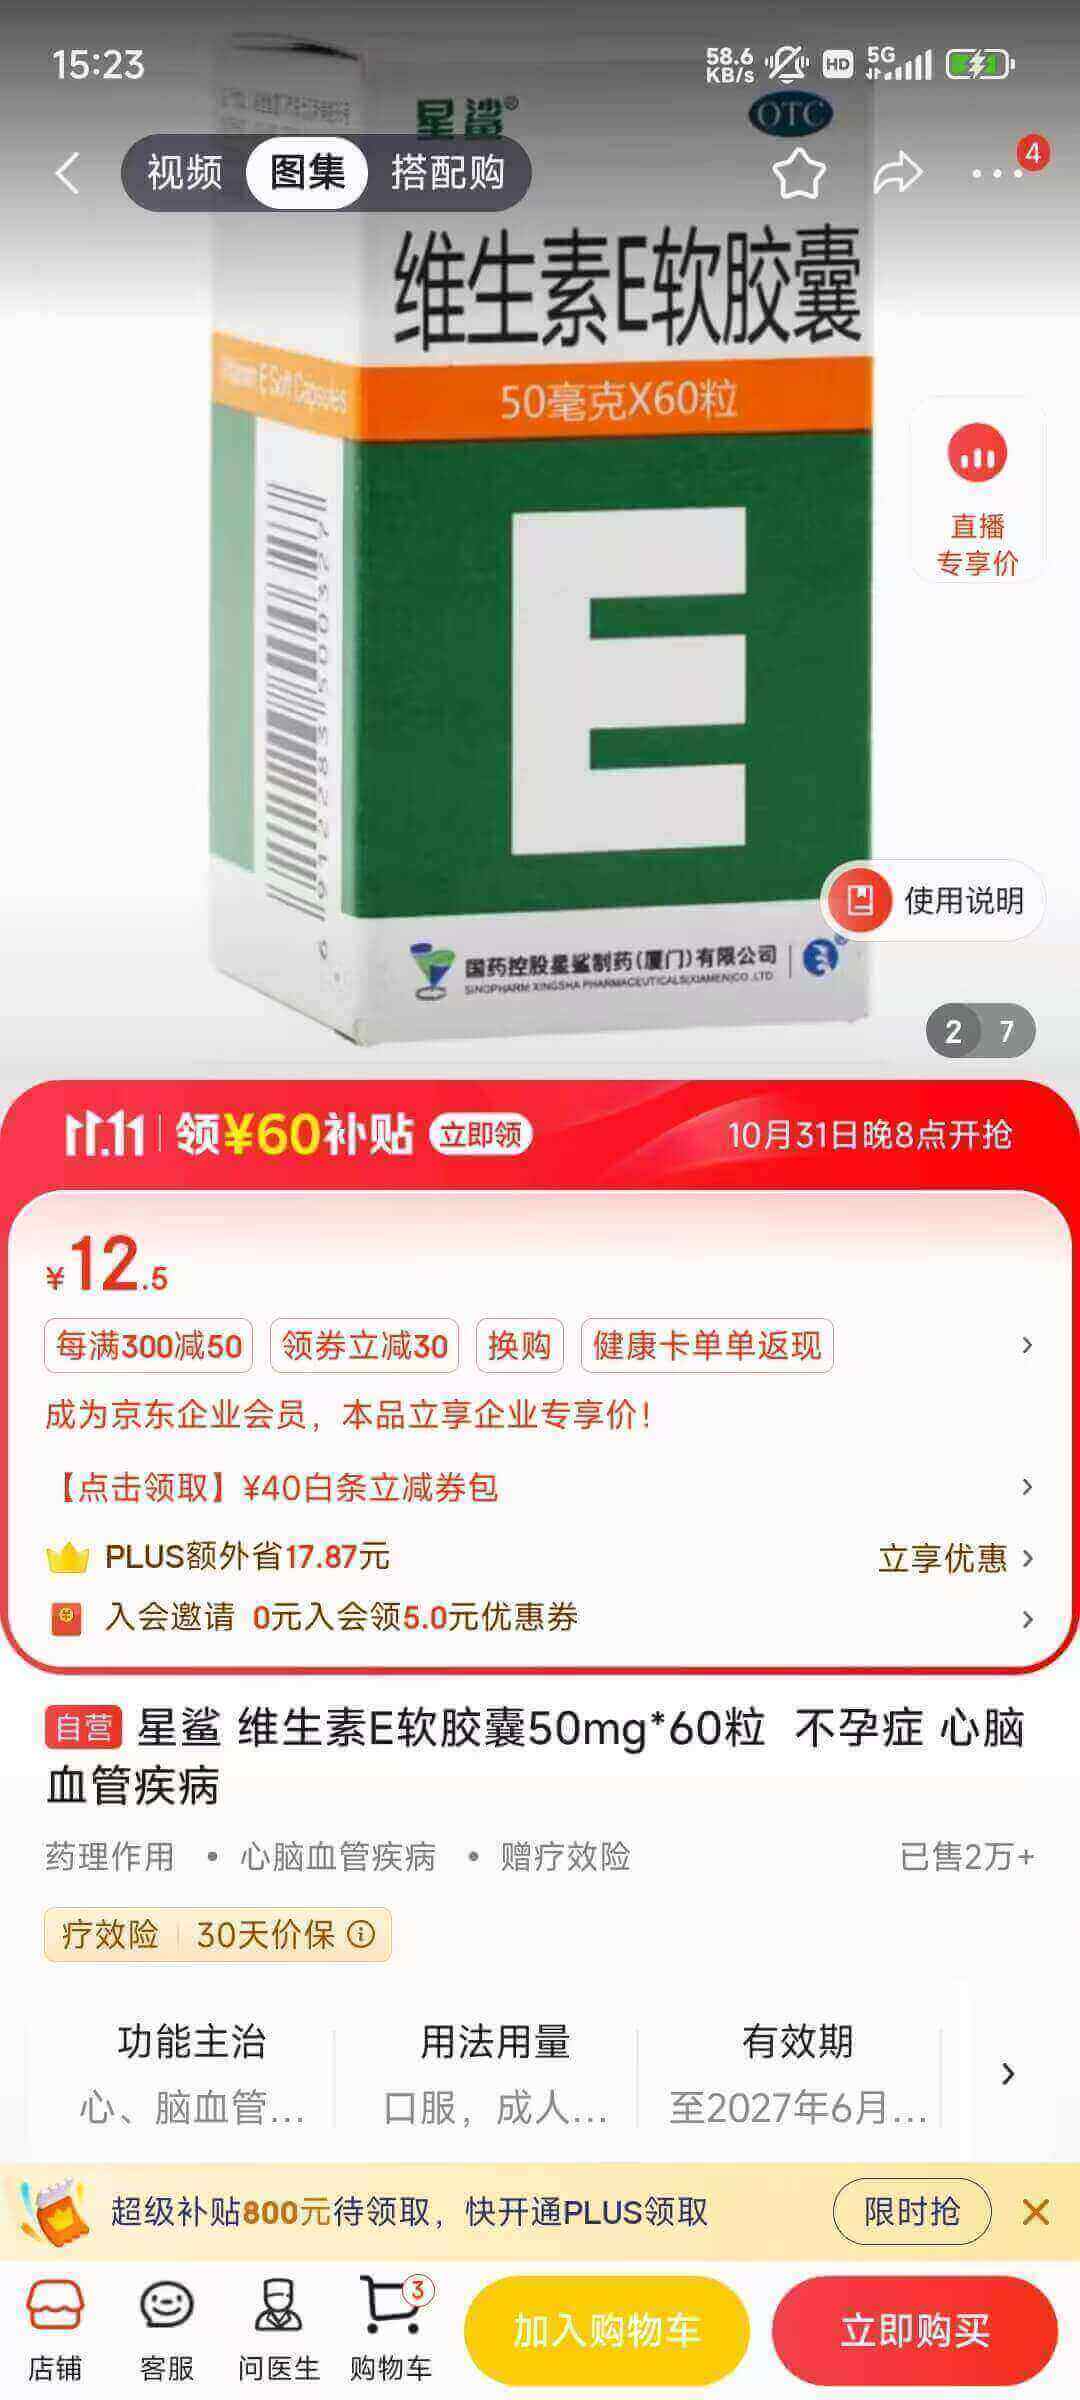 15:23
58.6
KB/s
HD
5G
星鲨®
OTC
视频
图集
搭配购
4
维生素E软胶囊
E Soft Capsules
50毫克X60粒
直播
专享价
E
使用说明
国药控股星鲨制药(厦门)有限公司
SINOPHARM XINGSHA PHARMACEUTICALS(XIAMEN)CO.,LTD
2 7
11.11 领¥60补贴 立即领 10月31日晚8点开抢
¥12.5
每满300减50 领券立减30 换购 健康卡单单返现
成为京东企业会员，本品立享企业专享价！
【点击领取】¥40白条立减券包
PLUS额外省17.87元 立享优惠
入会邀请 0元入会领5.0元优惠券
自营 星鲨 维生素E软胶囊50mg*60粒 不孕症 心脑
血管疾病
药理作用 • 心脑血管疾病 • 赠疗效险 已售2万+
疗效险 30天价保
功能主治 用法用量 有效期
心、脑血管... 口服，成人... 至2027年6月...
超级补贴800元待领取，快开通PLUS领取 限时抢
3
店铺 客服 问医生 购物车 加入购物车 立即购买